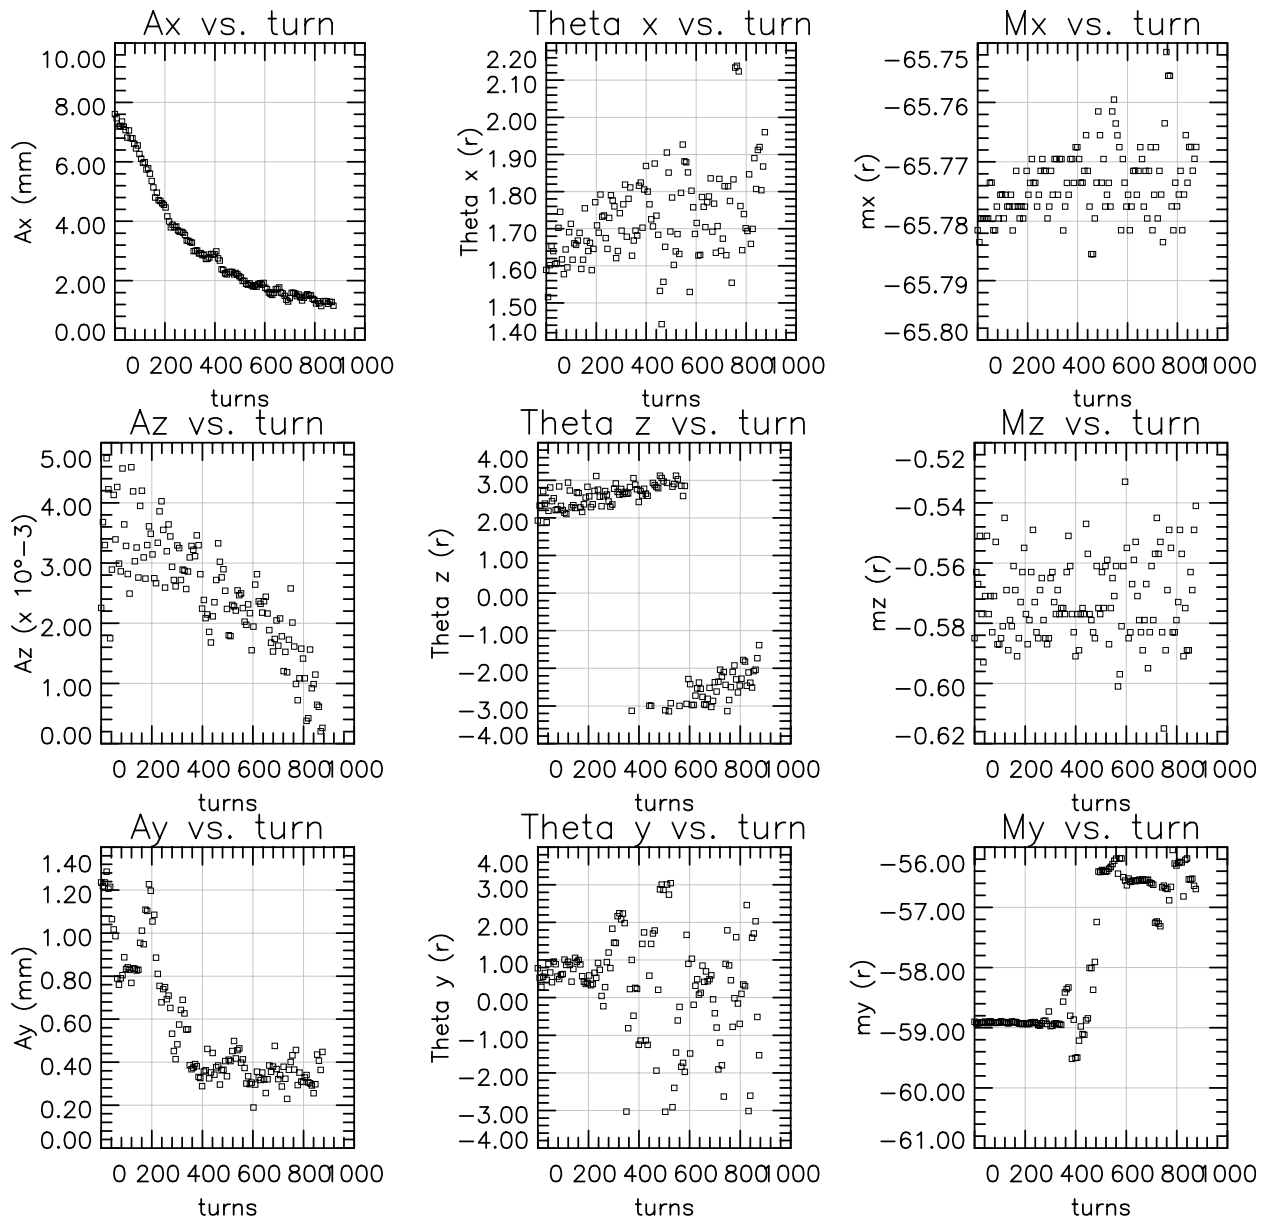 Ax vs. turn
10.00
8.00
6.00
4.00
2.00
0.00
Ax (mm)
0 200 400 600 800 1000
turns
Theta x vs. turn
2.20
2.10
2.00
1.90
1.80
1.70
1.60
1.50
1.40
Theta x (r)
0 200 400 600 800 1000
turns
Mx vs. turn
−65.75
−65.76
−65.77
−65.78
−65.79
−65.80
mx (r)
0 200 400 600 800 1000
turns
Az vs. turn
5.00
4.00
3.00
2.00
1.00
0.00
Az (x 10°−3)
0 200 400 600 800 1000
turns
Theta z vs. turn
4.00
3.00
2.00
1.00
0.00
−1.00
−2.00
−3.00
−4.00
Theta z (r)
0 200 400 600 800 1000
turns
Mz vs. turn
−0.52
−0.54
−0.56
−0.58
−0.60
−0.62
mz (r)
0 200 400 600 800 1000
turns
Ay vs. turn
1.40
1.20
1.00
0.80
0.60
0.40
0.20
0.00
Ay (mm)
0 200 400 600 800 1000
turns
Theta y vs. turn
4.00
3.00
2.00
1.00
0.00
−1.00
−2.00
−3.00
−4.00
Theta y (r)
0 200 400 600 800 1000
turns
My vs. turn
−56.00
−57.00
−58.00
−59.00
−60.00
−61.00
my (r)
0 200 400 600 800 1000
turns